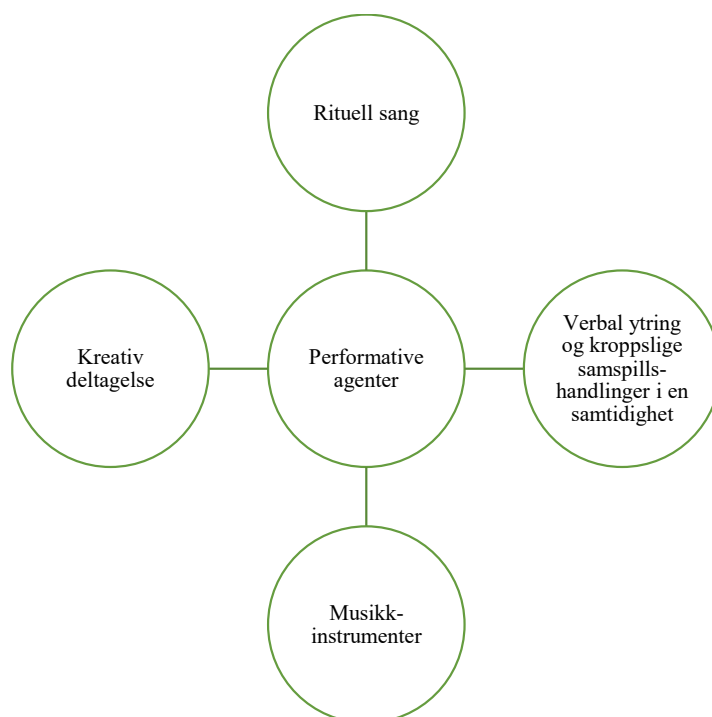 Rituell sang
Kreativ
deltagelse
Performative
agenter
Verbal ytring
og kroppslige
samspills-
handlinger i en
samtidighet
Musikk-
instrumenter